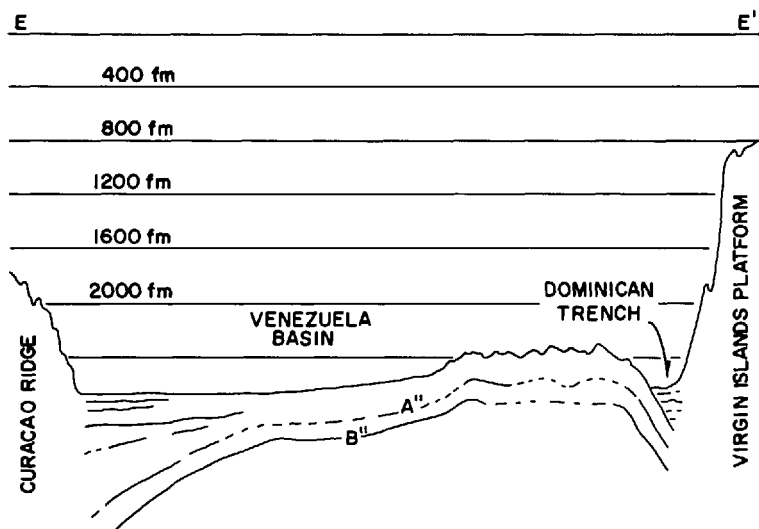 E E'
400 fm
800 fm
1200 fm
1600 fm
2000 fm
VENEZUELA
BASIN
DOMINICAN
TRENCH
A"
B"
CURACAO RIDGE
VIRGIN ISLANDS PLATFORM